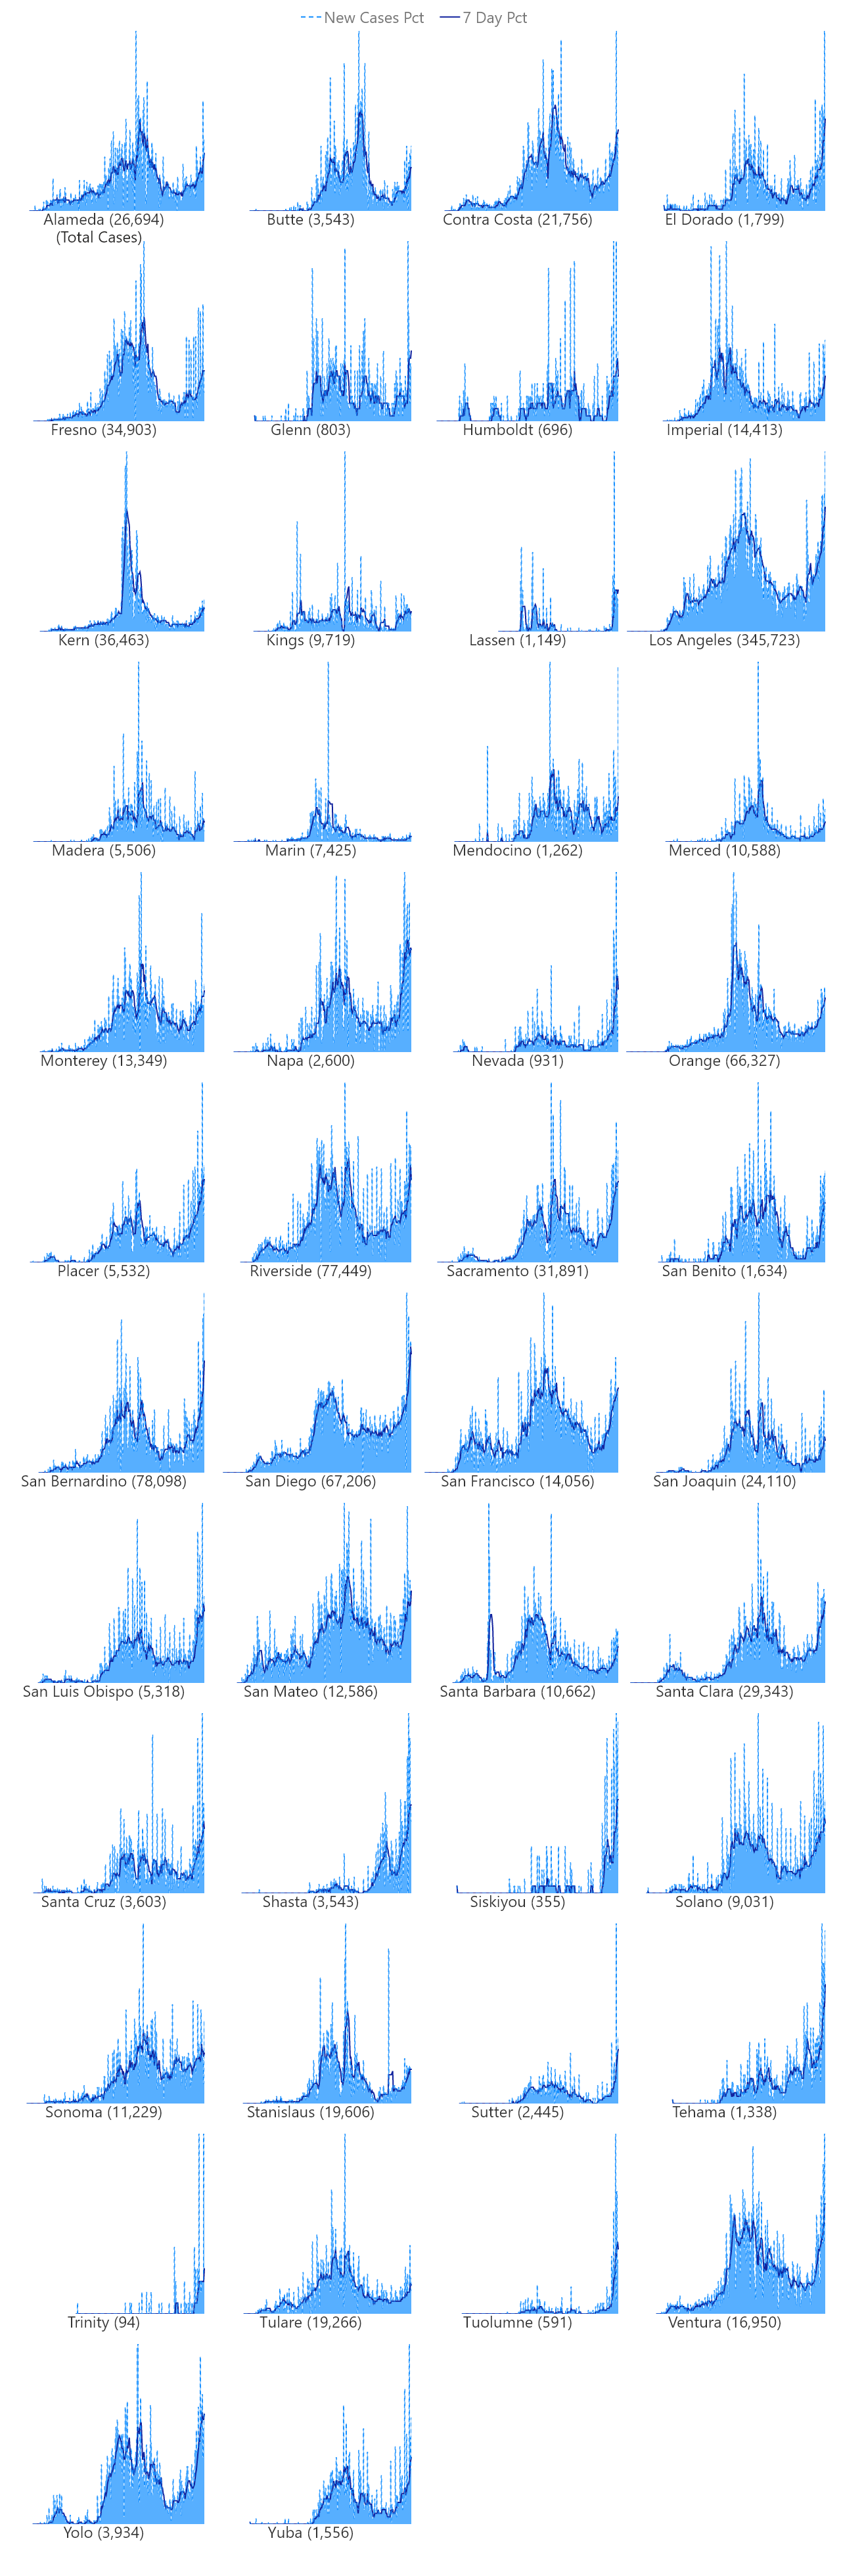 New Cases Pct 7 Day Pct
Alameda (26,694) Butte (3,543) Contra Costa (21,756) El Dorado (1,799)
(Total Cases)
Fresno (34,903) Glenn (803) Humboldt (696) Imperial (14,413)
Kern (36,463) Kings (9,719) Lassen (1,149) Los Angeles (345,723)
Madera (5,506) Marin (7,425) Mendocino (1,262) Merced (10,588)
Monterey (13,349) Napa (2,600) Nevada (931) Orange (66,327)
Placer (5,532) Riverside (77,449) Sacramento (31,891) San Benito (1,634)
San Bernardino (78,098) San Diego (67,206) San Francisco (14,056) San Joaquin (24,110)
San Luis Obispo (5,318) San Mateo (12,586) Santa Barbara (10,662) Santa Clara (29,343)
Santa Cruz (3,603) Shasta (3,543) Siskiyou (355) Solano (9,031)
Sonoma (11,229) Stanislaus (19,606) Sutter (2,445) Tehama (1,338)
Trinity (94) Tulare (19,266) Tuolumne (591) Ventura (16,950)
Yolo (3,934) Yuba (1,556)